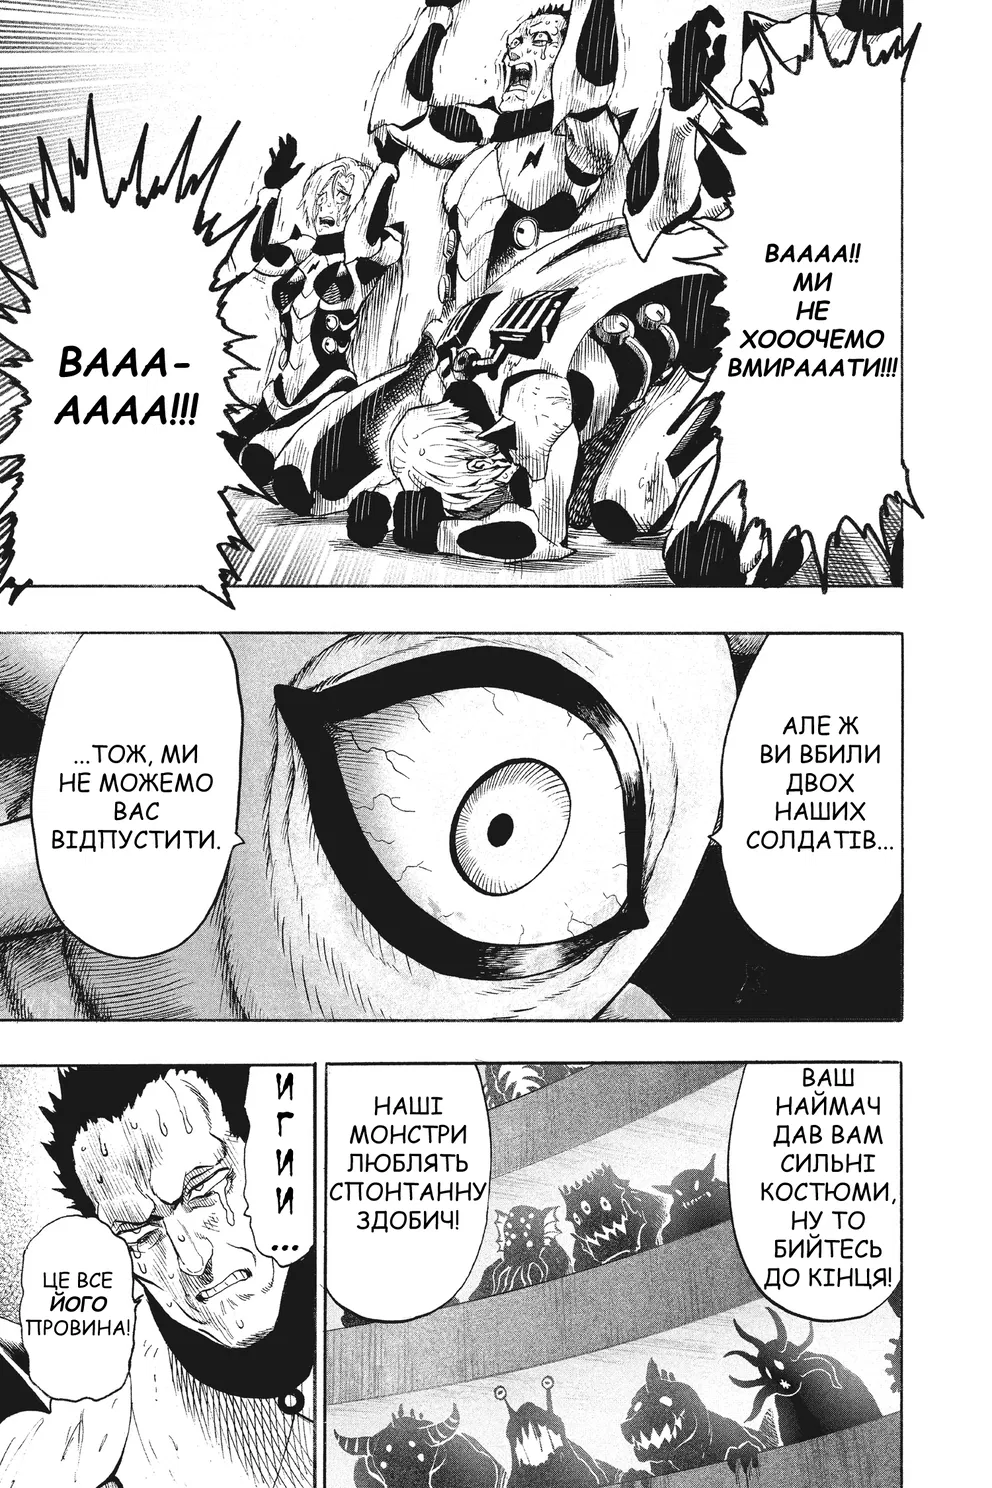 ВАААА!!
МИ
НЕ
ХОООЧЕМО
ВМИРАААТИ!!!
ВААА-
АААА!!!
АЛЕ Ж
ВИ ВБИЛИ
ДВОХ
НАШИХ
СОЛДАТІВ...
...ТОЖ, МИ
НЕ МОЖЕМО
ВАС
ВІДПУСТИТИ.
ВАШ
НАЙМАЧ
ДАВ ВАМ
СИЛЬНІ
КОСТЮМИ,
НУ ТО
БИЙТЕСЬ
ДО КІНЦЯ!
НАШІ
МОНСТРИ
ЛЮБЛЯТЬ
СПОНТАННУ
ЗДОБИЧ!
ИГИИ...
ЦЕ ВСЕ
ЙОГО
ПРОВИНА!